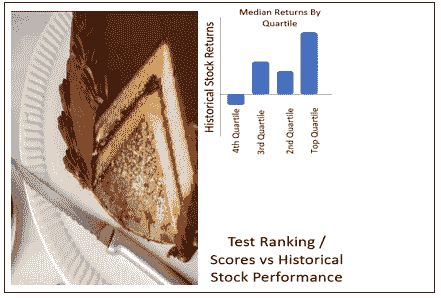 Median Returns By
Quartile
Historical Stock Returns
4th Quartile
3rd Quartile
2nd Quartile
Top Quartile
Test Ranking /
Scores vs Historical
Stock Performance